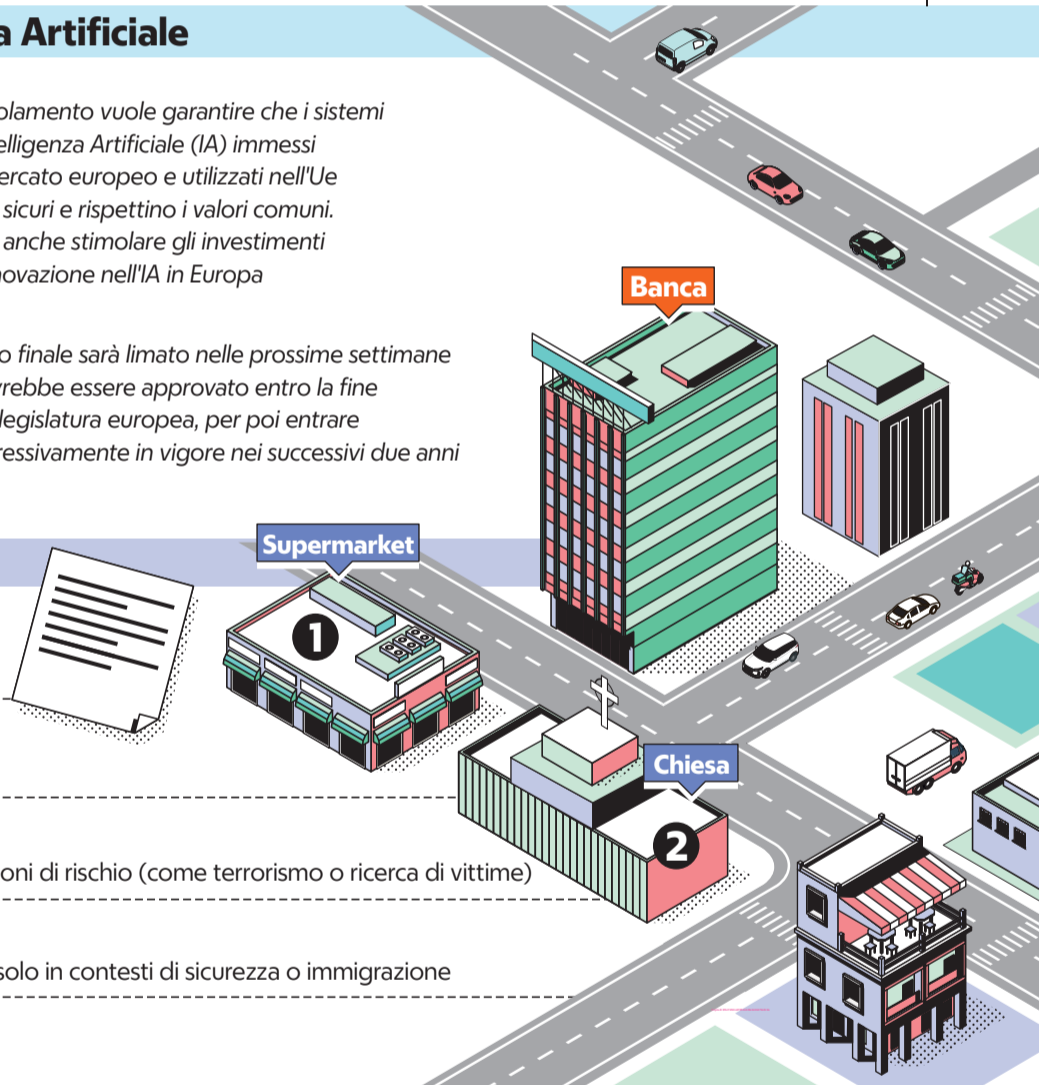 a Artificiale
olamento vuole garantire che i sistemi
elligenza Artificiale (IA) immessi
ercato europeo e utilizzati nell'Ue
sicuri e rispettino i valori comuni.
anche stimolare gli investimenti
novazione nell'IA in Europa
o finale sarà limato nelle prossime settimane
vrebbe essere approvato entro la fine
legislatura europea, per poi entrare
ressivamente in vigore nei successivi due anni
Banca
Supermarket
1
Chiesa
2
oni di rischio (come terrorismo o ricerca di vittime)
solo in contesti di sicurezza o immigrazione